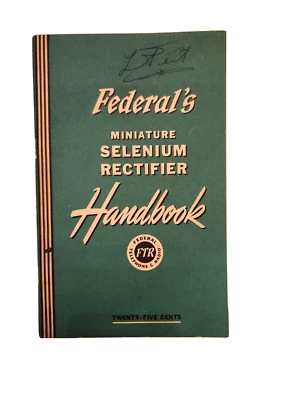 Federal's
MINIATURE
SELENIUM
RECTIFIER
Handbook
FEDERAL
FTR
TELEPHONE & RADIO
TWENTY-FIVE CENTS